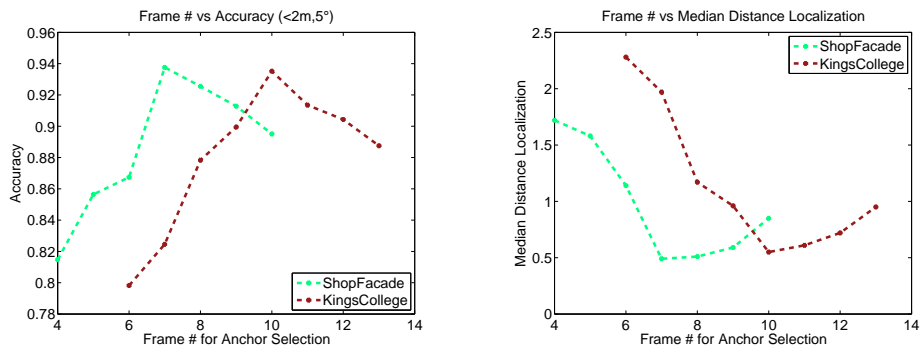 Frame # vs Accuracy (<2m,5°)
0.96
0.94
0.92
0.9
0.88
0.86
0.84
0.82
0.8
0.78
Accuracy
4 6 8 10 12 14
Frame # for Anchor Selection
ShopFacade
KingsCollege
Frame # vs Median Distance Localization
2.5
2
1.5
1
0.5
0
Median Distance Localization
4 6 8 10 12 14
Frame # for Anchor Selection
ShopFacade
KingsCollege